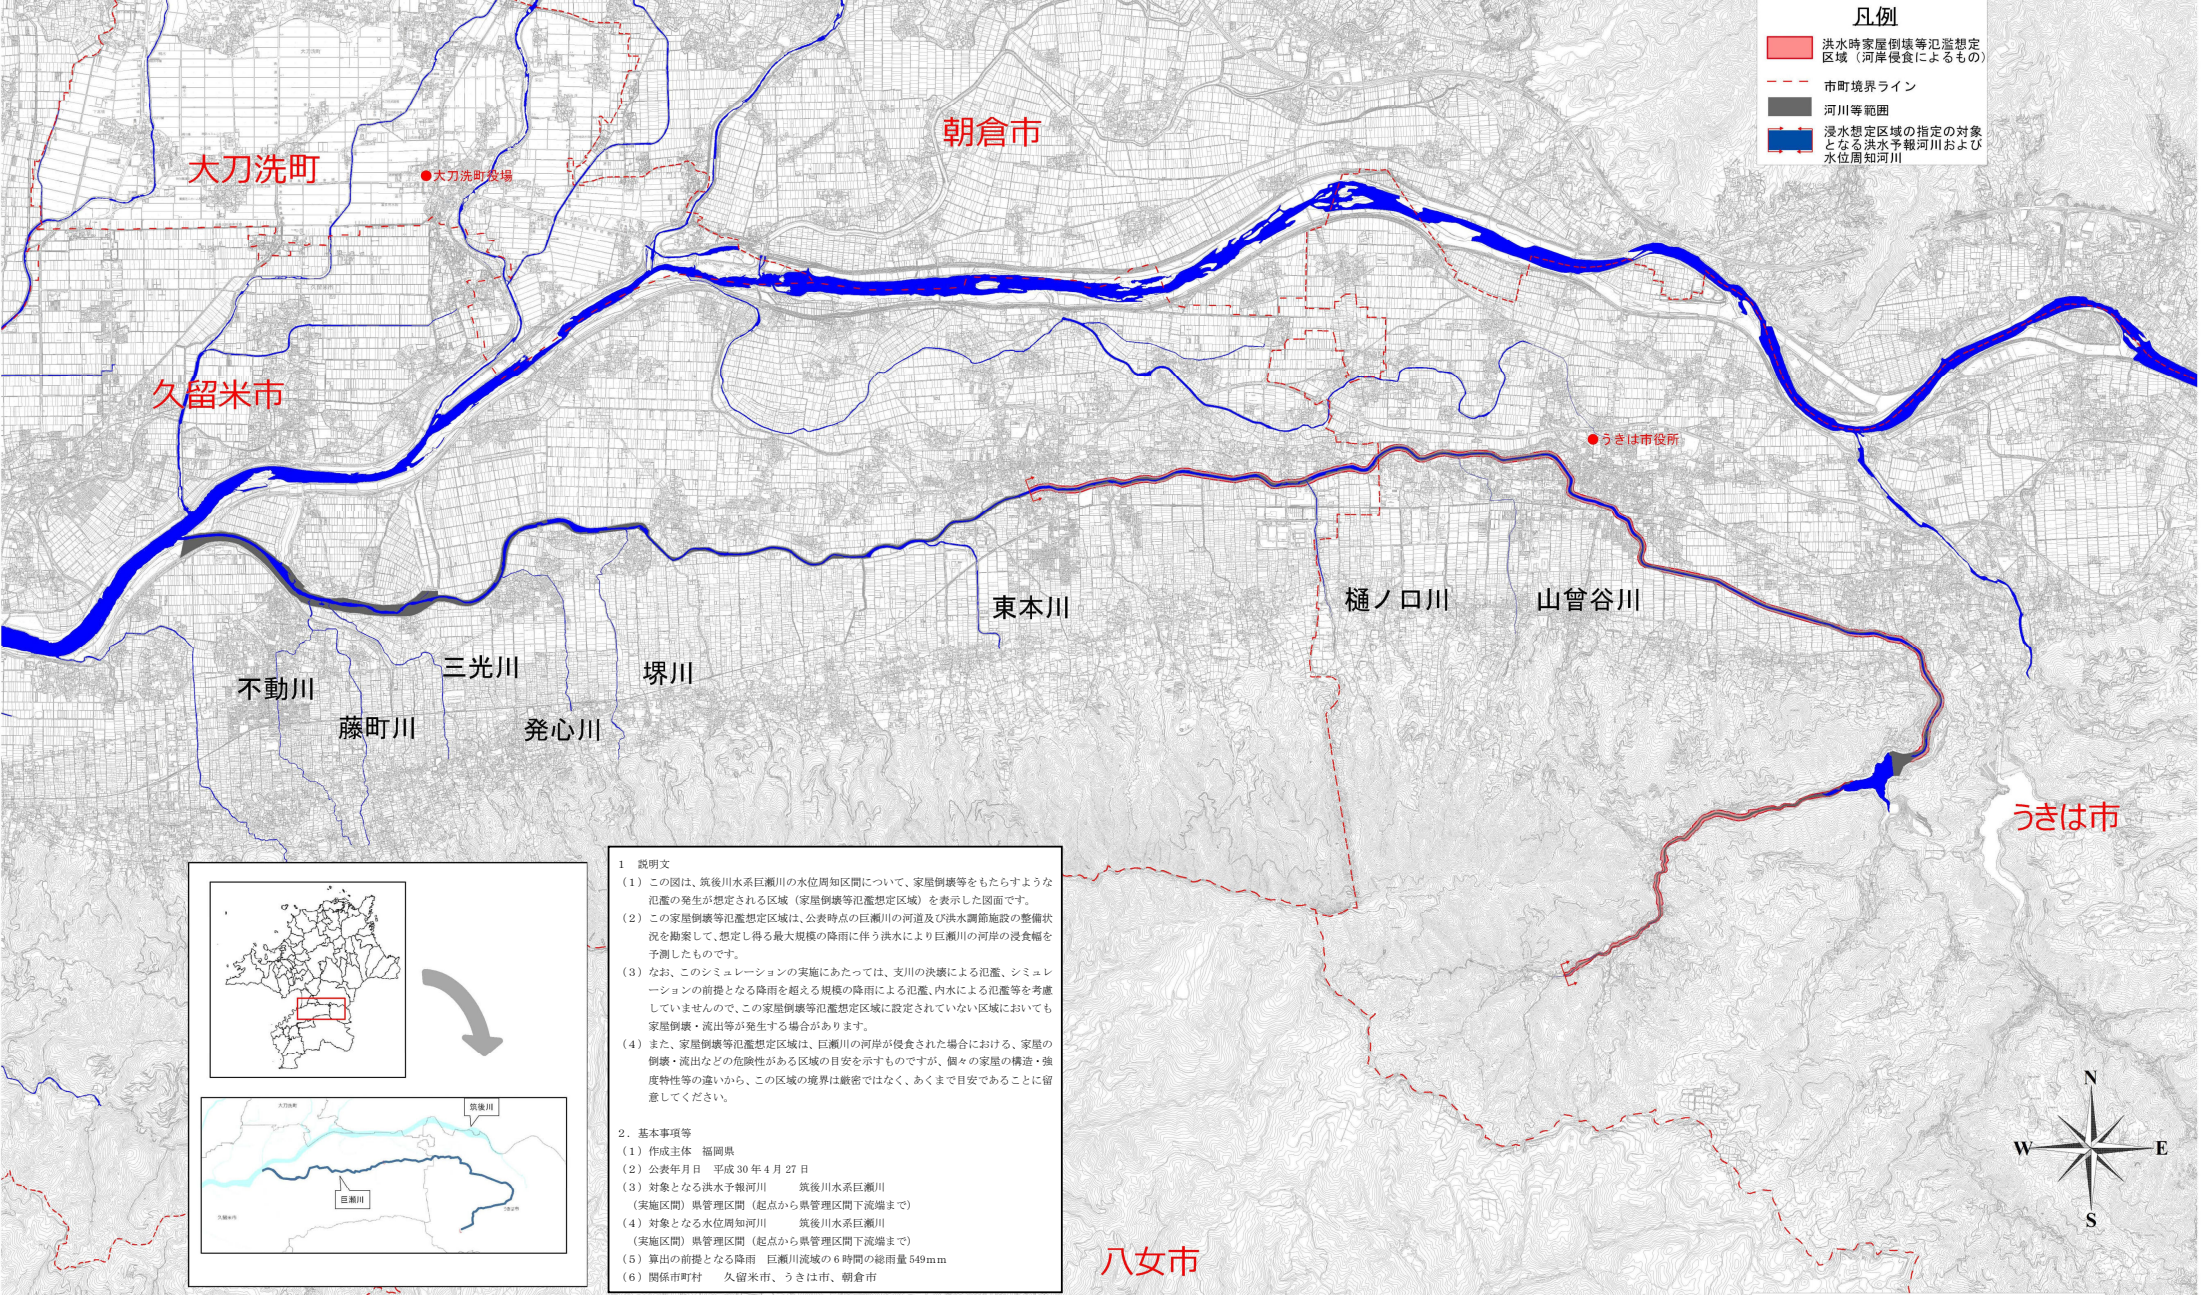 凡例
洪水時家屋倒壊等氾濫想定
区域（河岸侵食によるもの）
市町境界ライン
河川等範囲
浸水想定区域の指定の対象
となる洪水予報河川および
水位周知河川
朝倉市
大刀洗町
大刀洗町役場
久留米市
うきは市役所
東本川
樋ノ口川
山曾谷川
三光川
堺川
不動川
藤町川
発心川
うきは市
八女市
N
W
E
S
大刀洗町
筑後川
巨瀬川
久留米市
1　説明文
（1）この図は、筑後川水系巨瀬川の水位周知区間について、家屋倒壊等をもたらすような
氾濫の発生が想定される区域（家屋倒壊等氾濫想定区域）を表示した図面です。
（2）この家屋倒壊等氾濫想定区域は、公表時点の巨瀬川の河道及び洪水調節施設の整備状
況を勘案して、想定し得る最大規模の降雨に伴う洪水により巨瀬川の河岸の浸食幅を
予測したものです。
（3）なお、このシミュレーションの実施にあたっては、支川の決壊による氾濫、シミュレ
ーションの前提となる降雨を超える規模の降雨による氾濫、内水による氾濫等を考慮
していませんので、この家屋倒壊等氾濫想定区域に設定されていない区域においても
家屋倒壊・流出等が発生する場合があります。
（4）また、家屋倒壊等氾濫想定区域は、巨瀬川の河岸が侵食された場合における、家屋の
倒壊・流出などの危険性がある区域の目安を示すものですが、個々の家屋の構造・強
度特性等の違いから、この区域の境界は厳密ではなく、あくまで目安であることに留
意してください。
2．基本事項等
（1）作成主体　福岡県
（2）公表年月日　平成30年4月27日
（3）対象となる洪水予報河川　　筑後川水系巨瀬川
（実施区間）県管理区間（起点から県管理区間下流端まで）
（4）対象となる水位周知河川　　筑後川水系巨瀬川
（実施区間）県管理区間（起点から県管理区間下流端まで）
（5）算出の前提となる降雨　巨瀬川流域の6時間の総雨量549mm
（6）関係市町村　　久留米市、うきは市、朝倉市